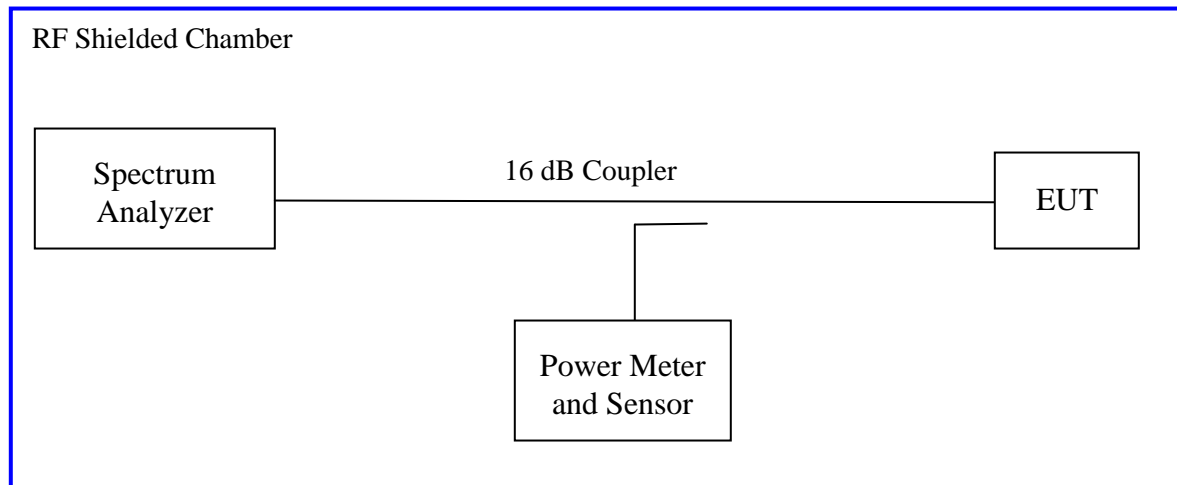 RF Shielded Chamber
Spectrum
Analyzer
16 dB Coupler
EUT
Power Meter
and Sensor